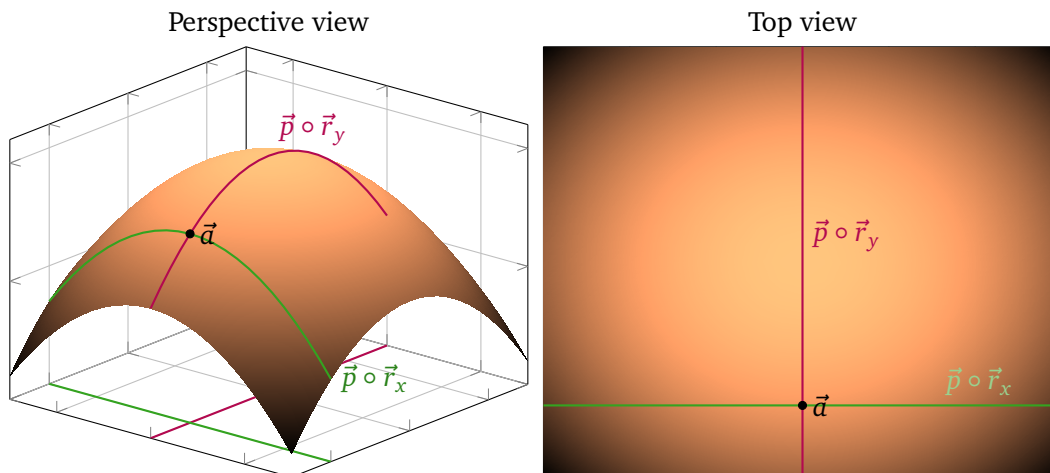 Perspective view
p⃗ ∘ r⃗_y
a⃗
p⃗ ∘ r⃗_x
Top view
p⃗ ∘ r⃗_y
p⃗ ∘ r⃗_x
a⃗